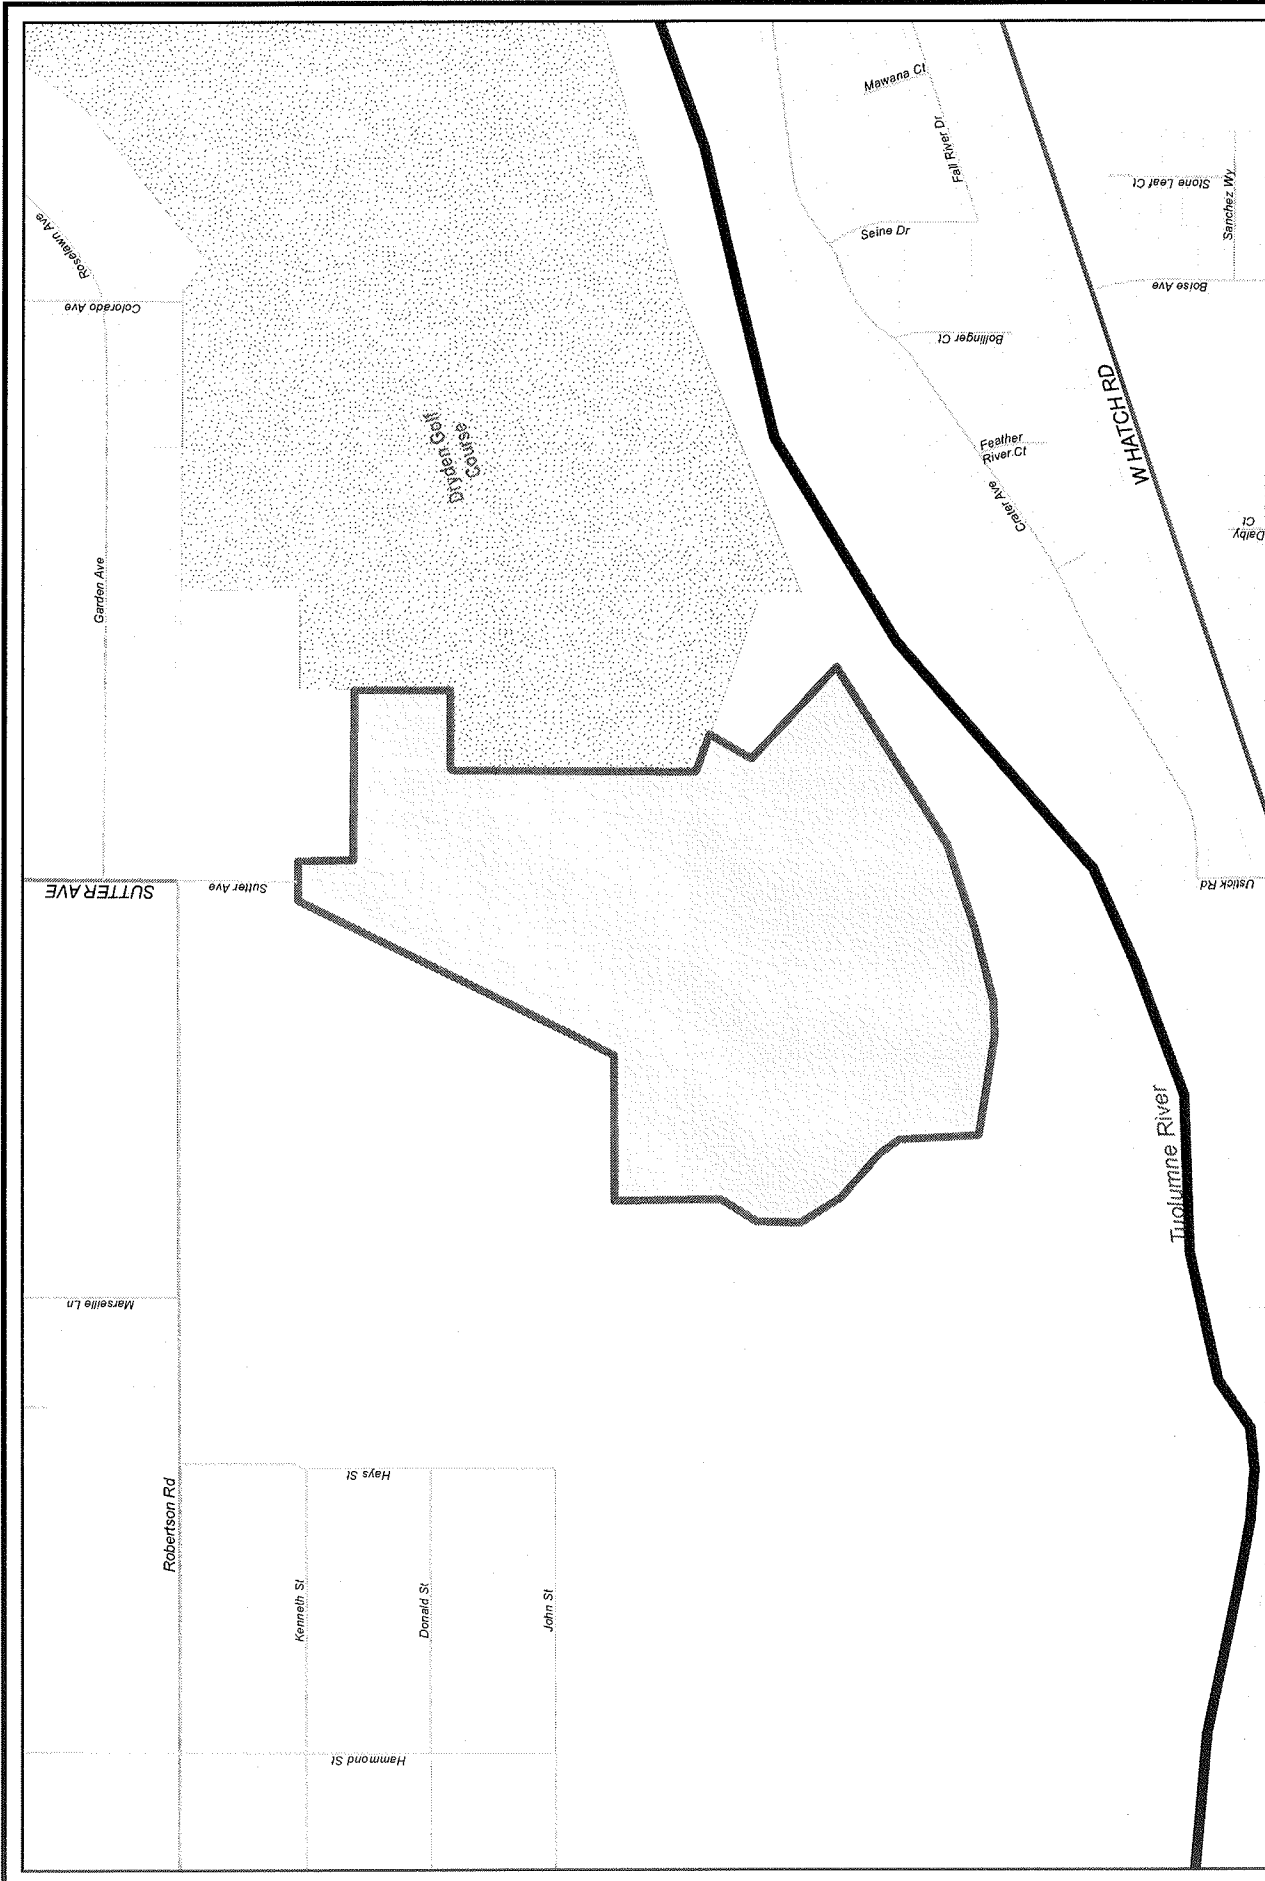 Mawana Ct
Fall River Dr
Stone Leaf Ct
Sanchez Wy
Seine Dr
Boise Ave
Roselawn Ave
Colorado Ave
Bollinger Ct
W HATCH RD
Dryden Golf
Course
Feather
River Ct
Crater Ave
Dalby
Ct
Garden Ave
SUTTER AVE
Sutter Ave
Ustick Rd
Tuolumne River
Marseille Ln
Robertson Rd
Hays St
Kenneth St
Donald St
John St
Hammond St